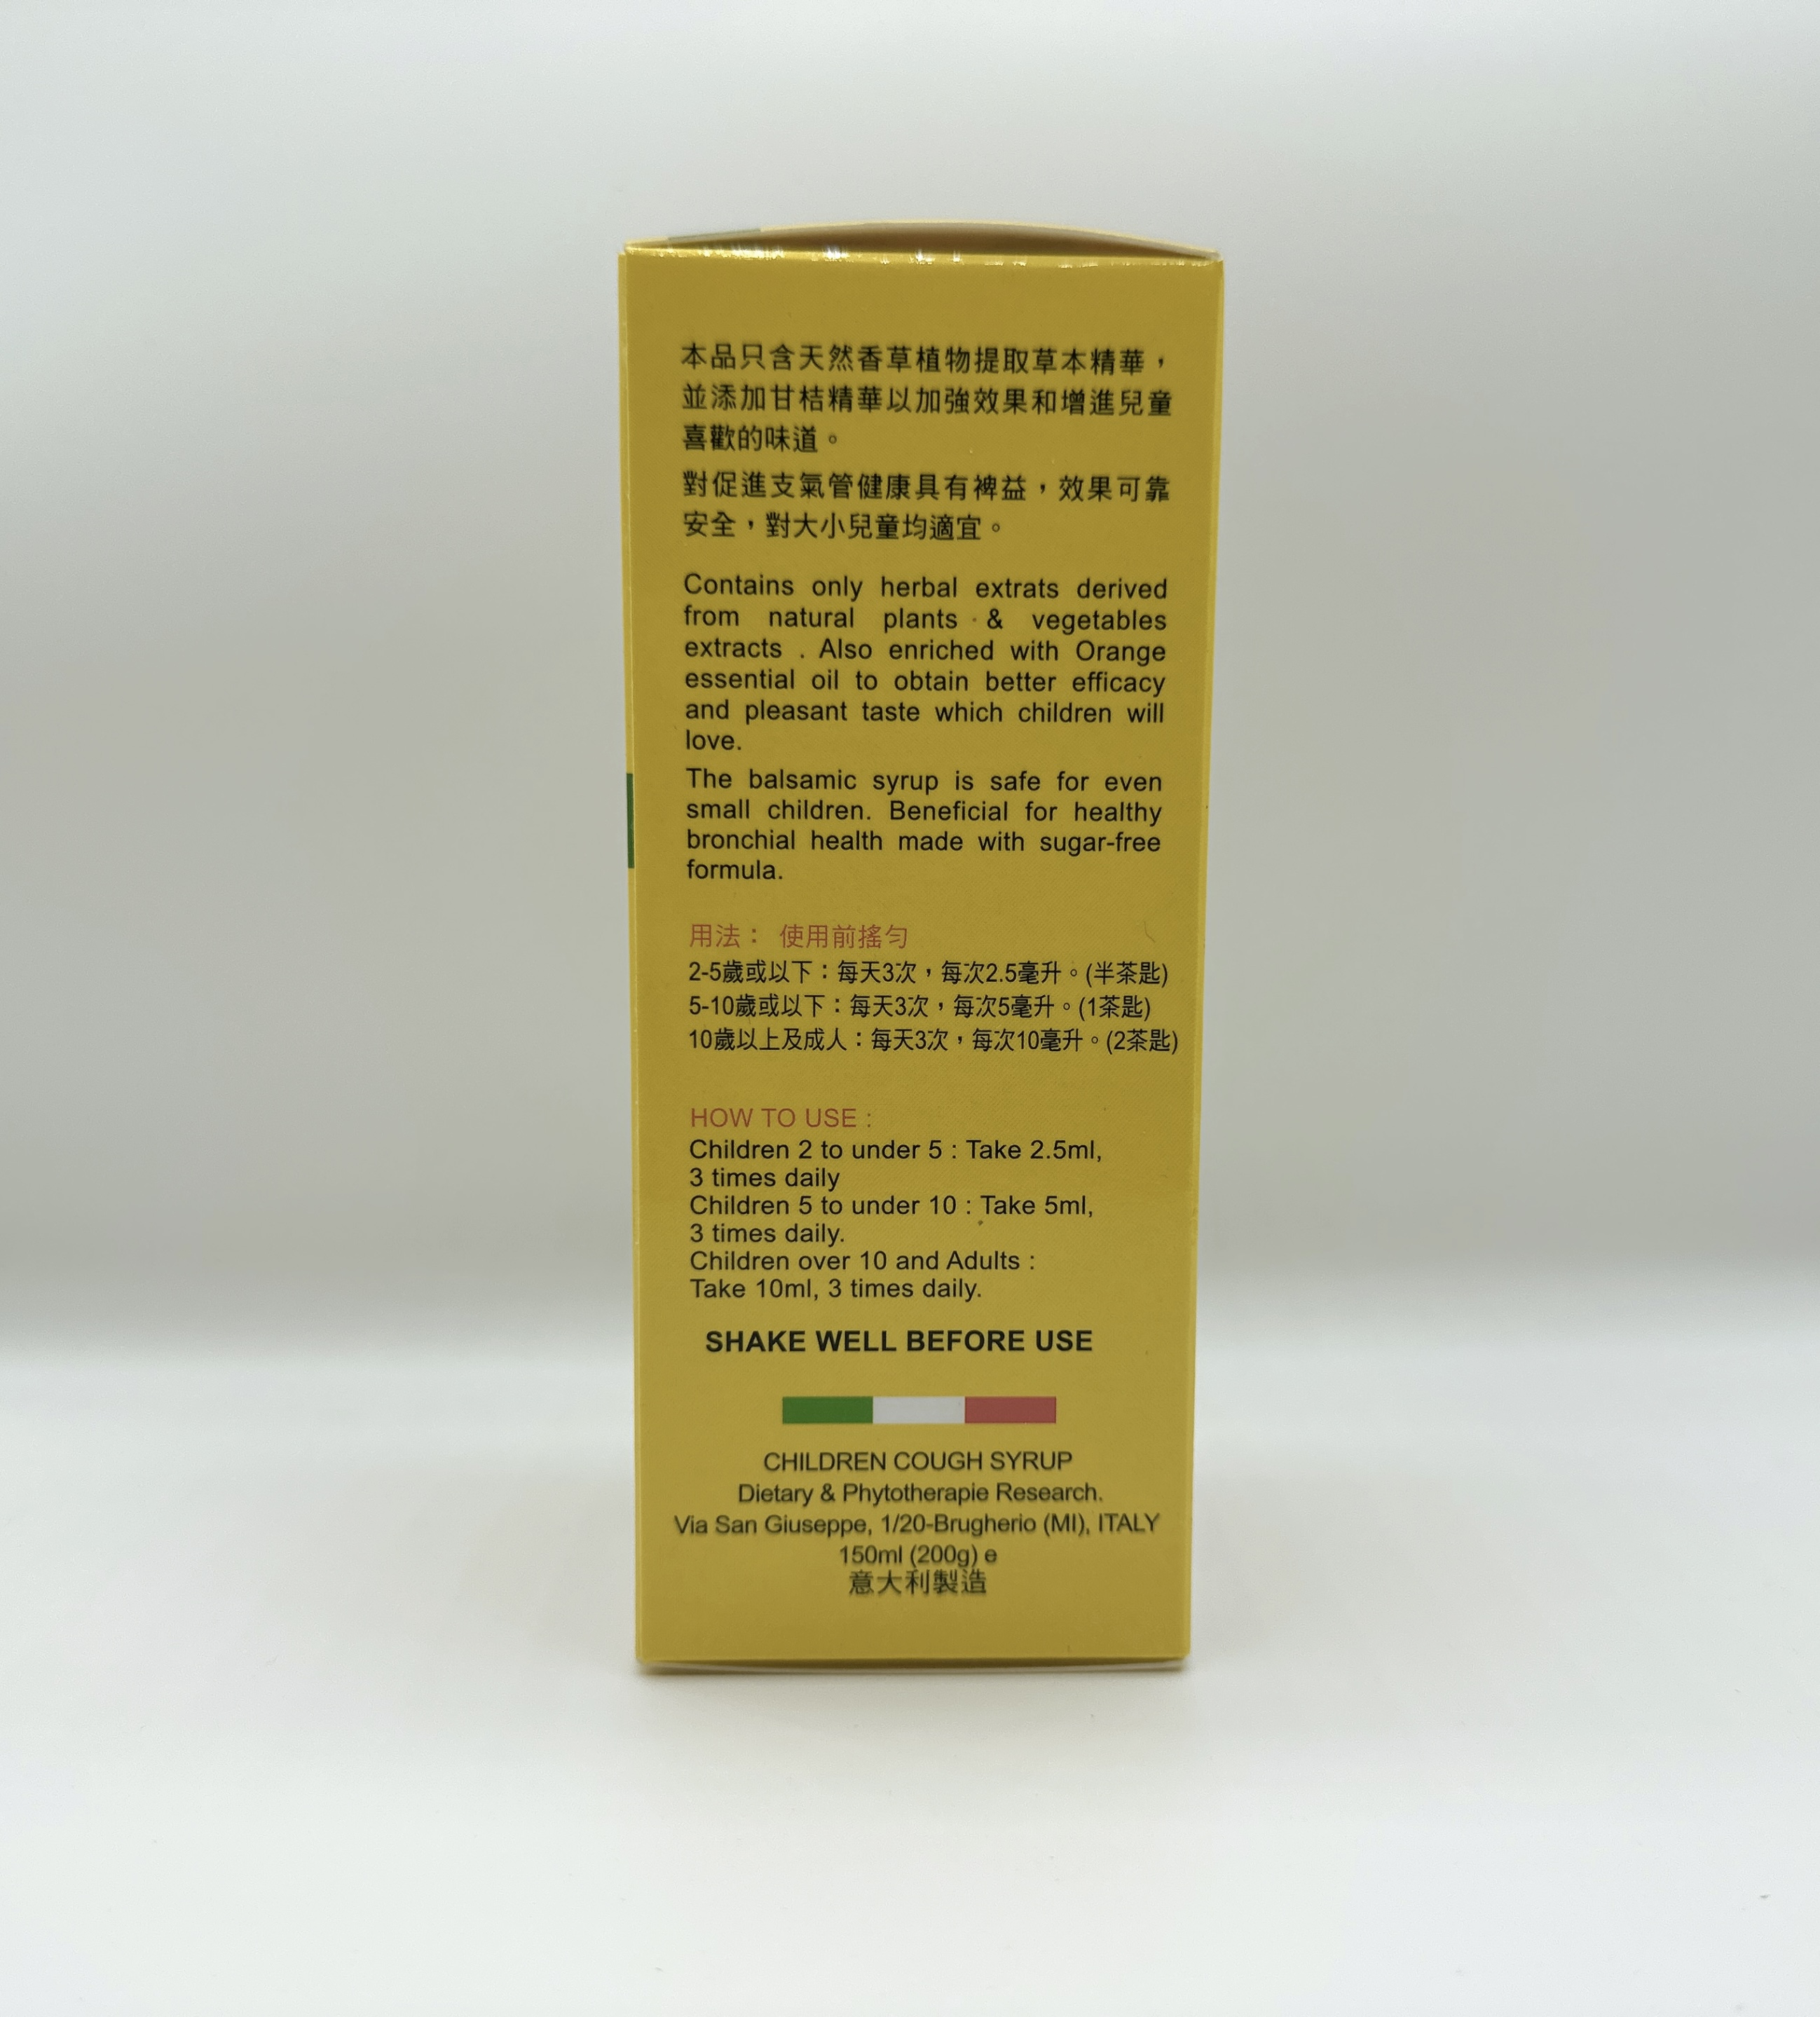 本品只含天然香草植物提取草本精華，
並添加甘桔精華以加強效果和增進兒童
喜歡的味道。
對促進支氣管健康具有裨益，效果可靠
安全，對大小兒童均適宜。
Contains only herbal extrats derived
from natural plants & vegetables
extracts . Also enriched with Orange
essential oil to obtain better efficacy
and pleasant taste which children will
love.
The balsamic syrup is safe for even
small children. Beneficial for healthy
bronchial health made with sugar-free
formula.
用法： 使用前搖勻
2-5歲或以下：每天3次，每次2.5毫升。(半茶匙)
5-10歲或以下：每天3次，每次5毫升。(1茶匙)
10歲以上及成人：每天3次，每次10毫升。(2茶匙)
HOW TO USE :
Children 2 to under 5 : Take 2.5ml,
3 times daily
Children 5 to under 10 : Take 5ml,
3 times daily.
Children over 10 and Adults :
Take 10ml, 3 times daily.
SHAKE WELL BEFORE USE
CHILDREN COUGH SYRUP
Dietary & Phytotherapie Research.
Via San Giuseppe, 1/20-Brugherio (MI), ITALY
150ml (200g) e
意大利製造